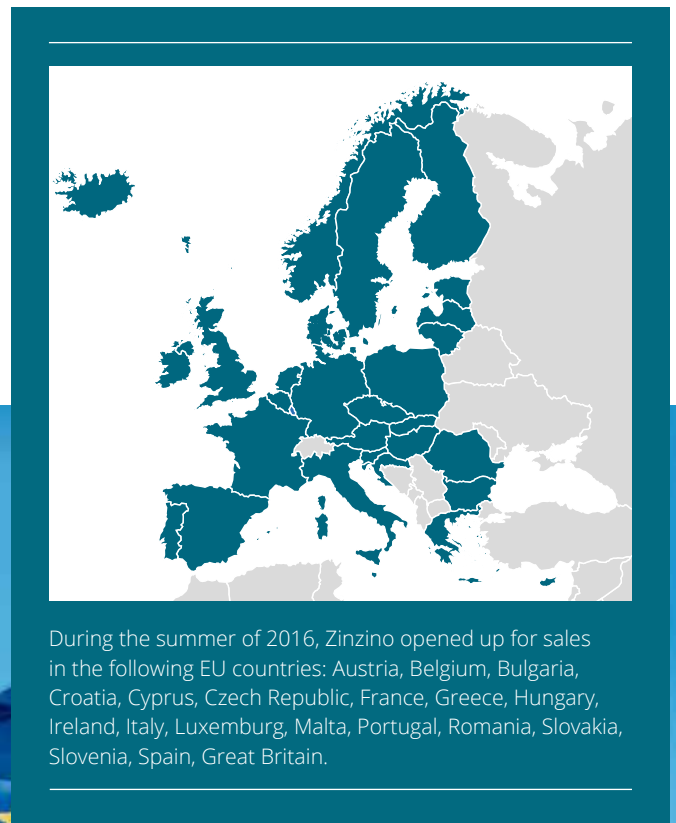 During the summer of 2016, Zinzino opened up for sales
in the following EU countries: Austria, Belgium, Bulgaria,
Croatia, Cyprus, Czech Republic, France, Greece, Hungary,
Ireland, Italy, Luxemburg, Malta, Portugal, Romania, Slovakia,
Slovenia, Spain, Great Britain.